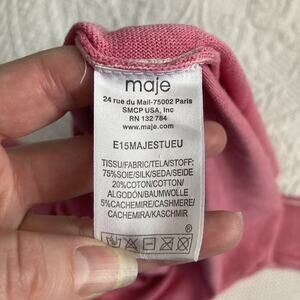 maje
24 rue du Mail-75002 Paris
SMCP USA, Inc
RN 132 784
www.maje.com
E15MAJESTUEU
TISSU/FABRIC/TELA/STOFF:
75%SOIE/SILK/SEDA/SEIDE
20%COTON/COTTON/
ALGODÓN/BAUMWOLLE
5%CACHEMIRE/CASHMERE/
CACHEMIRA/KASCHMIR